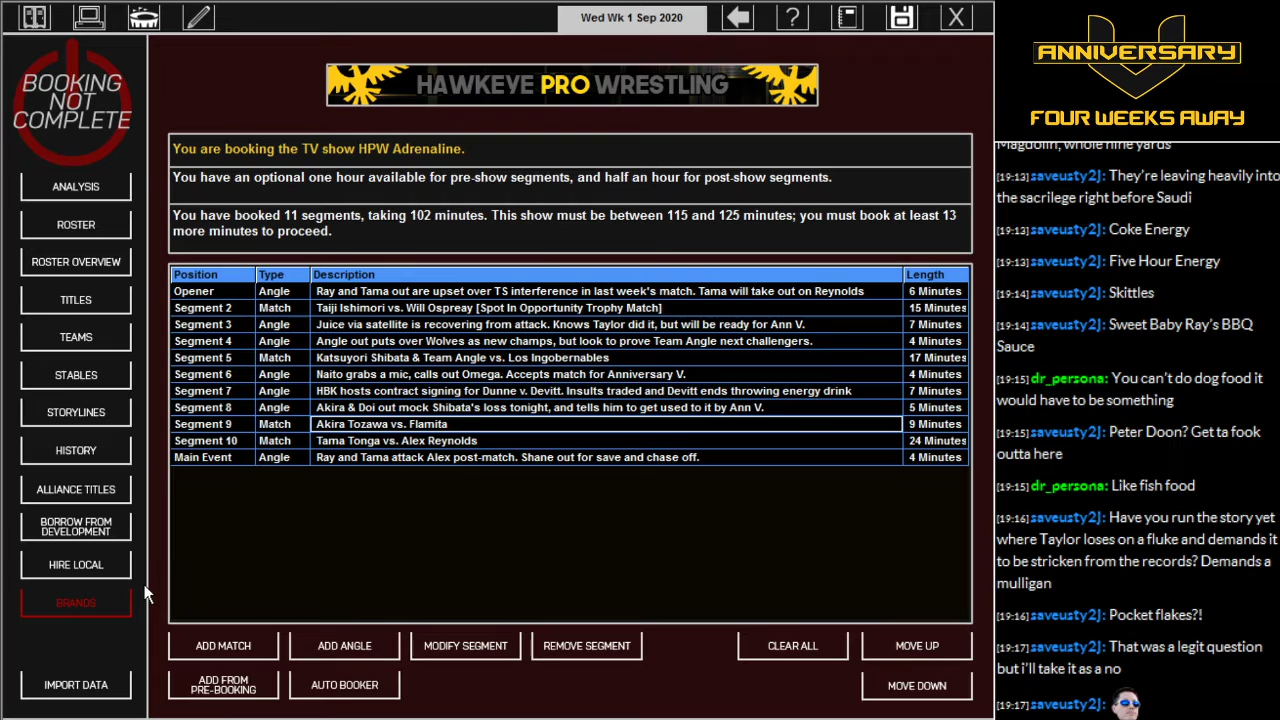 Wed Wk 1 Sep 2020
?
X
BOOKING
NOT
COMPLETE
ANALYSIS
ROSTER
ROSTER OVERVIEW
TITLES
TEAMS
STABLES
STORYLINES
HISTORY
ALLIANCE TITLES
BORROW FROM
DEVELOPMENT
HIRE LOCAL
BRANDS
IMPORT DATA
HAWKEYE PRO WRESTLING
You are booking the TV show HPW Adrenaline.
You have an optional one hour available for pre-show segments, and half an hour for post-show segments.
You have booked 11 segments, taking 102 minutes. This show must be between 115 and 125 minutes; you must book at least 13
more minutes to proceed.
Position Type Description Length
Opener Angle Ray and Tama out are upset over TS interference in last week's match. Tama will take out on Reynolds 6 Minutes
Segment 2 Match Taiji Ishimori vs. Will Ospreay [Spot In Opportunity Trophy Match] 15 Minutes
Segment 3 Angle Juice via satellite is recovering from attack. Knows Taylor did it, but will be ready for Ann V. 7 Minutes
Segment 4 Angle Angle out puts over Wolves as new champs, but look to prove Team Angle next challengers. 4 Minutes
Segment 5 Match Katsuyori Shibata & Team Angle vs. Los Ingobernables 17 Minutes
Segment 6 Angle Naito grabs a mic, calls out Omega. Accepts match for Anniversary V. 4 Minutes
Segment 7 Angle HBK hosts contract signing for Dunne v. Devitt. Insults traded and Devitt ends throwing energy drink 7 Minutes
Segment 8 Angle Akira & Doi out mock Shibata's loss tonight, and tells him to get used to it by Ann V. 5 Minutes
Segment 9 Match Akira Tozawa vs. Flamita 9 Minutes
Segment 10 Match Tama Tonga vs. Alex Reynolds 24 Minutes
Main Event Angle Ray and Tama attack Alex post-match. Shane out for save and chase off. 4 Minutes
ADD MATCH
ADD ANGLE
MODIFY SEGMENT
REMOVE SEGMENT
CLEAR ALL
MOVE UP
ADD FROM
PRE-BOOKING
AUTO BOOKER
MOVE DOWN
ANNIVERSARY
FOUR WEEKS AWAY
Magdolin, whole nine yards
[19:13] saveusty2J: They're leaving heavily into
the sacrilege right before Saudi
[19:13] saveusty2J: Coke Energy
[19:13] saveusty2J: Five Hour Energy
[19:14] saveusty2J: Skittles
[19:14] saveusty2J: Sweet Baby Ray's BBQ
Sauce
[19:15] dr_persona: You can't do dog food it
would have to be something
[19:15] saveusty2J: Peter Doon? Get ta fook
outta here
[19:15] dr_persona: Like fish food
[19:16] saveusty2J: Have you run the story yet
where Taylor loses on a fluke and demands it
to be stricken from the records? Demands a
mulligan
[19:16] saveusty2J: Pocket flakes?!
[19:17] saveusty2J: That was a legit question
but i'll take it as a no
[19:17] saveusty2J: